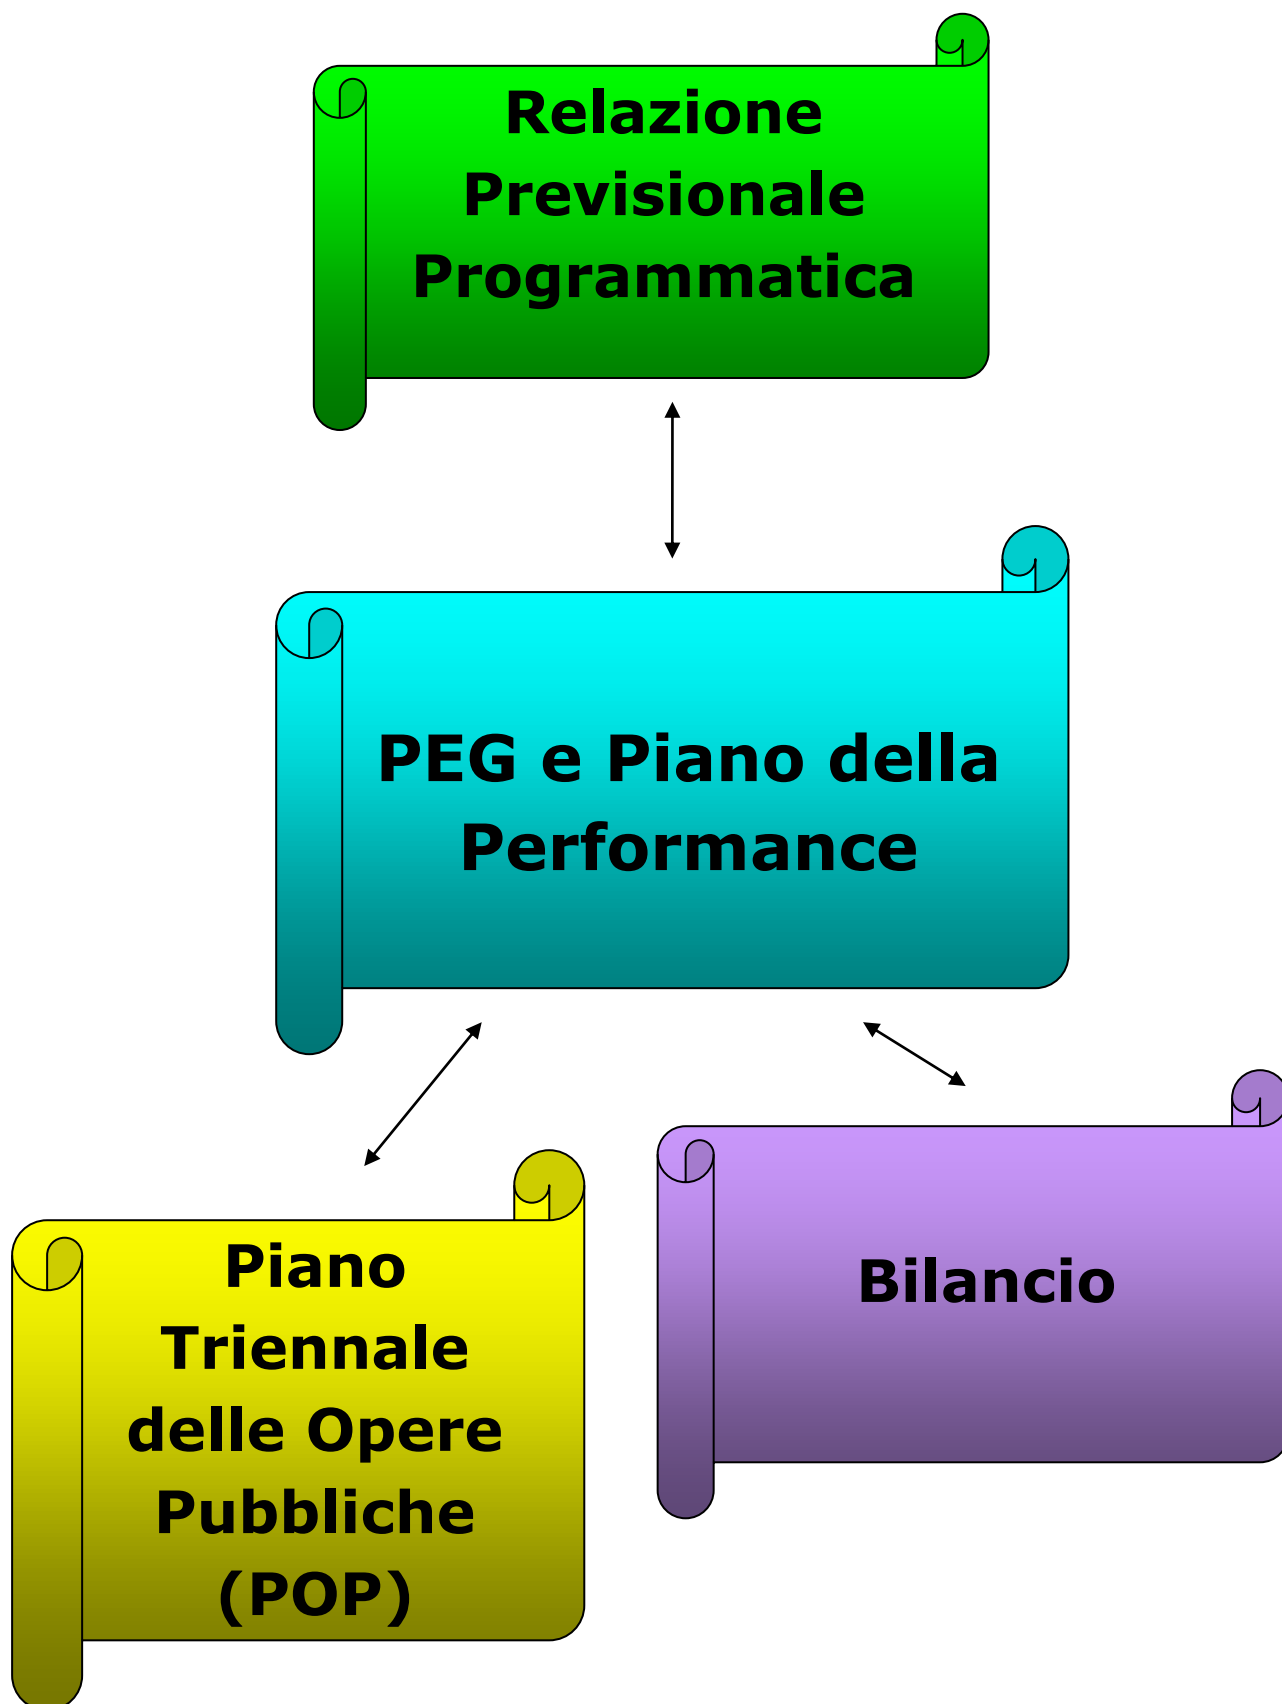 Relazione
Previsionale
Programmatica
PEG e Piano della
Performance
Piano
Triennale
delle Opere
Pubbliche
(POP)
Bilancio